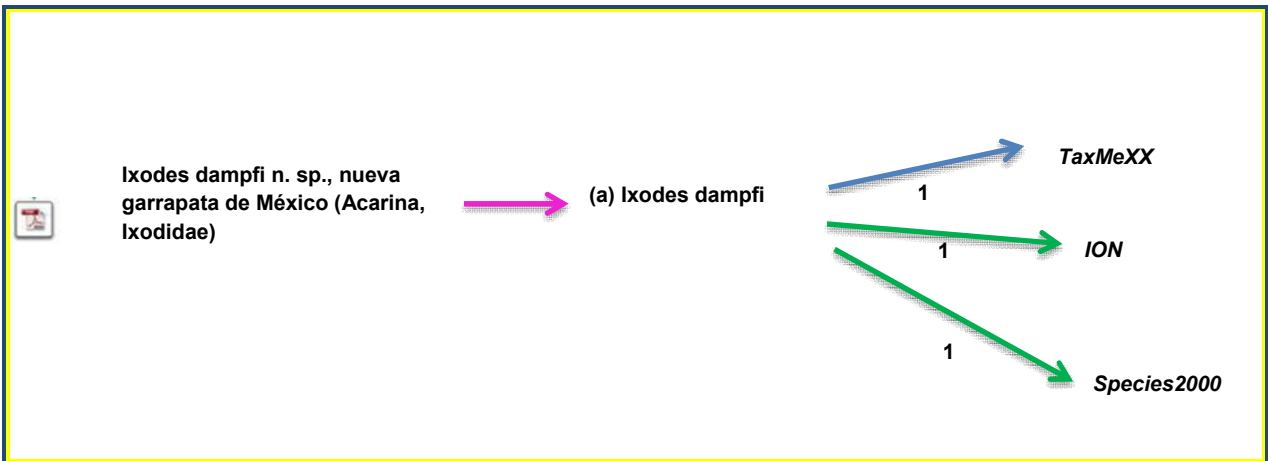 Ixodes dampfi n. sp., nueva
garrapata de México (Acarina,
Ixodidae)
(a) Ixodes dampfi
1
TaxMeXX
1
ION
1
Species2000